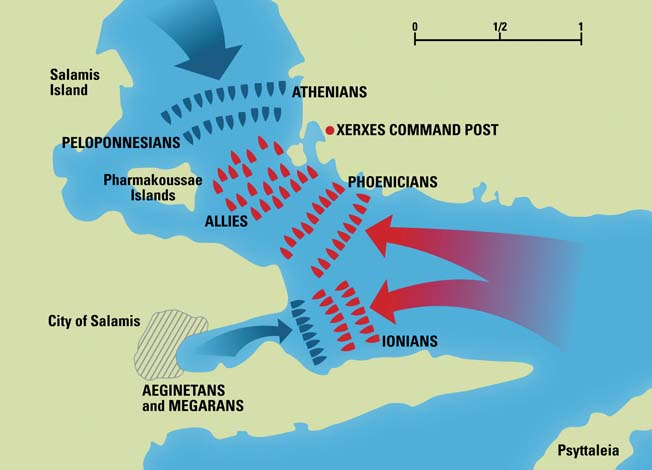 0 1/2 1
Salamis
Island
ATHENIANS
XERXES COMMAND POST
PELOPONNESIANS
Pharmakoussae
Islands
PHOENICIANS
ALLIES
City of Salamis
IONIANS
AEGINETANS
and MEGARANS
Psyttaleia